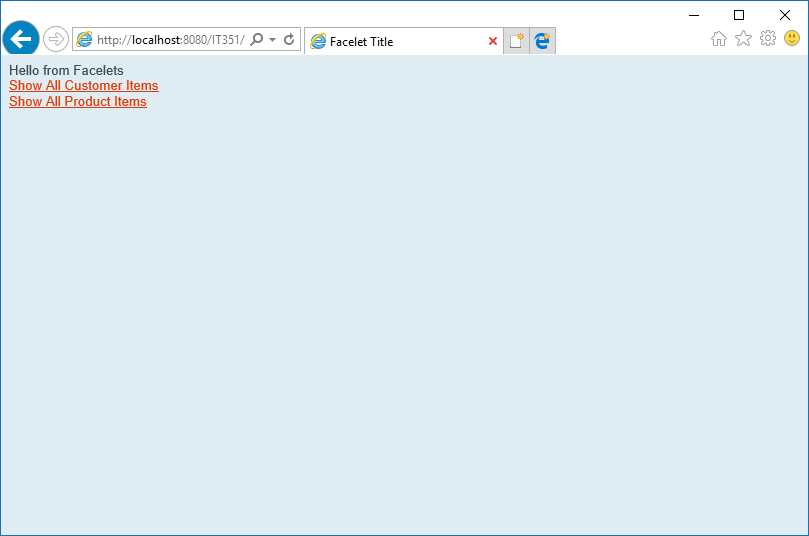 http://localhost:8080/IT351/
Facelet Title
Hello from Facelets
Show All Customer Items
Show All Product Items